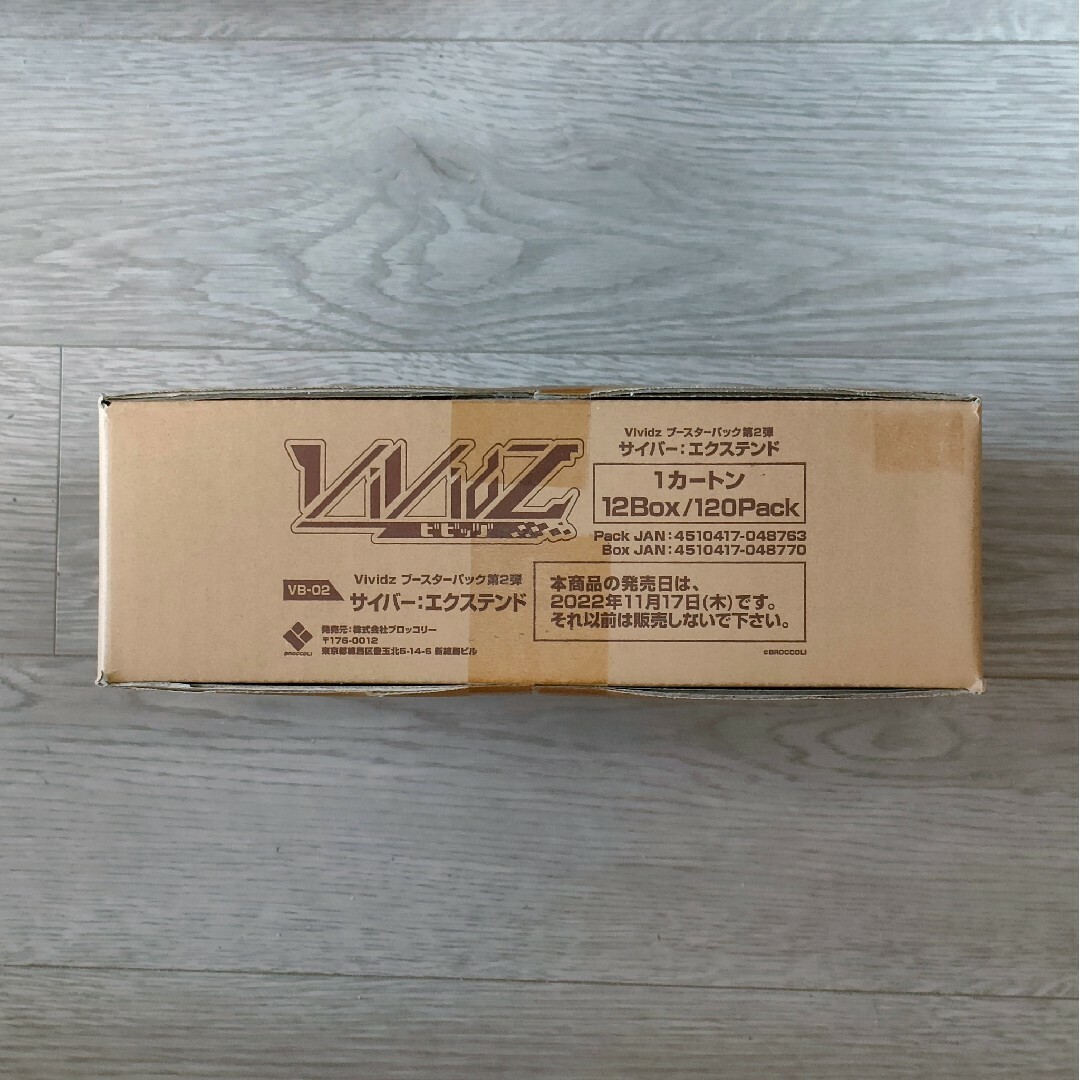 Vividz ブースターパック第2弾
サイバー：エクステンド
ViViDZ
ビビッヅ
1カートン
12Box/120Pack
Pack JAN：4510417-048763
Box JAN：4510417-048770
VB-02
Vividz ブースターパック第2弾
サイバー：エクステンド
本商品の発売日は、
2022年11月17日(木)です。
それ以前は販売しないで下さい。
BROCCOLI
発売元：株式会社ブロッコリー
〒176-0012
東京都練馬区豊玉北5-14-6 新練馬ビル
©BROCCOLI